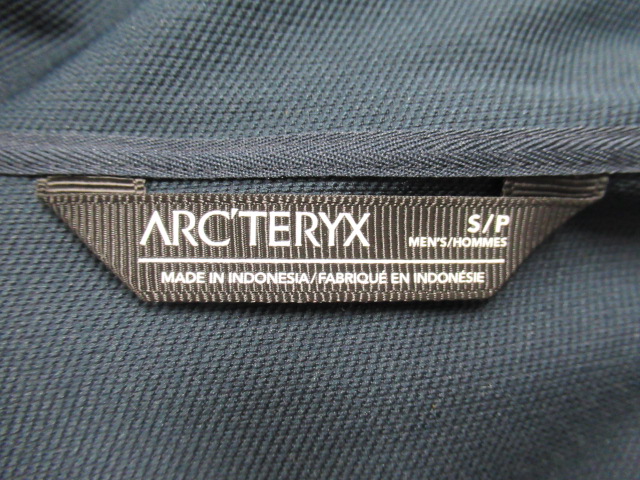 ARC'TERYX S/P
MEN'S/HOMMES
MADE IN INDONESIA/FABRIQUÉ EN INDONÉSIE